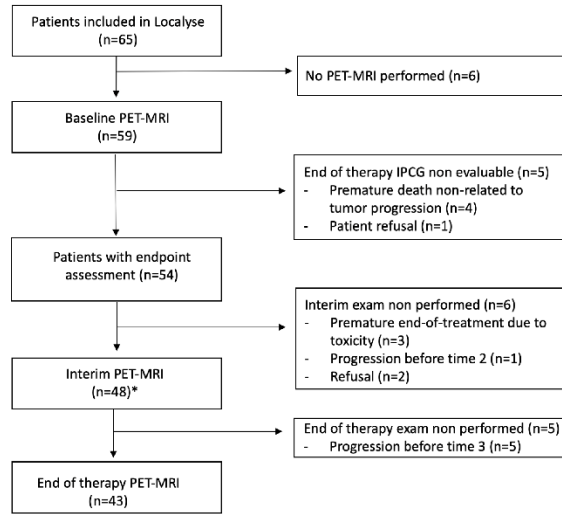 Patients included in Localyse
(n=65)
No PET-MRI performed (n=6)
Baseline PET-MRI
(n=59)
End of therapy IPCG non evaluable (n=5)
- Premature death non-related to
tumor progression (n=4)
- Patient refusal (n=1)
Patients with endpoint
assessment (n=54)
Interim exam non performed (n=6)
- Premature end-of-treatment due to
toxicity (n=3)
- Progression before time 2 (n=1)
- Refusal (n=2)
Interim PET-MRI
(n=48)*
End of therapy exam non performed (n=5)
- Progression before time 3 (n=5)
End of therapy PET-MRI
(n=43)